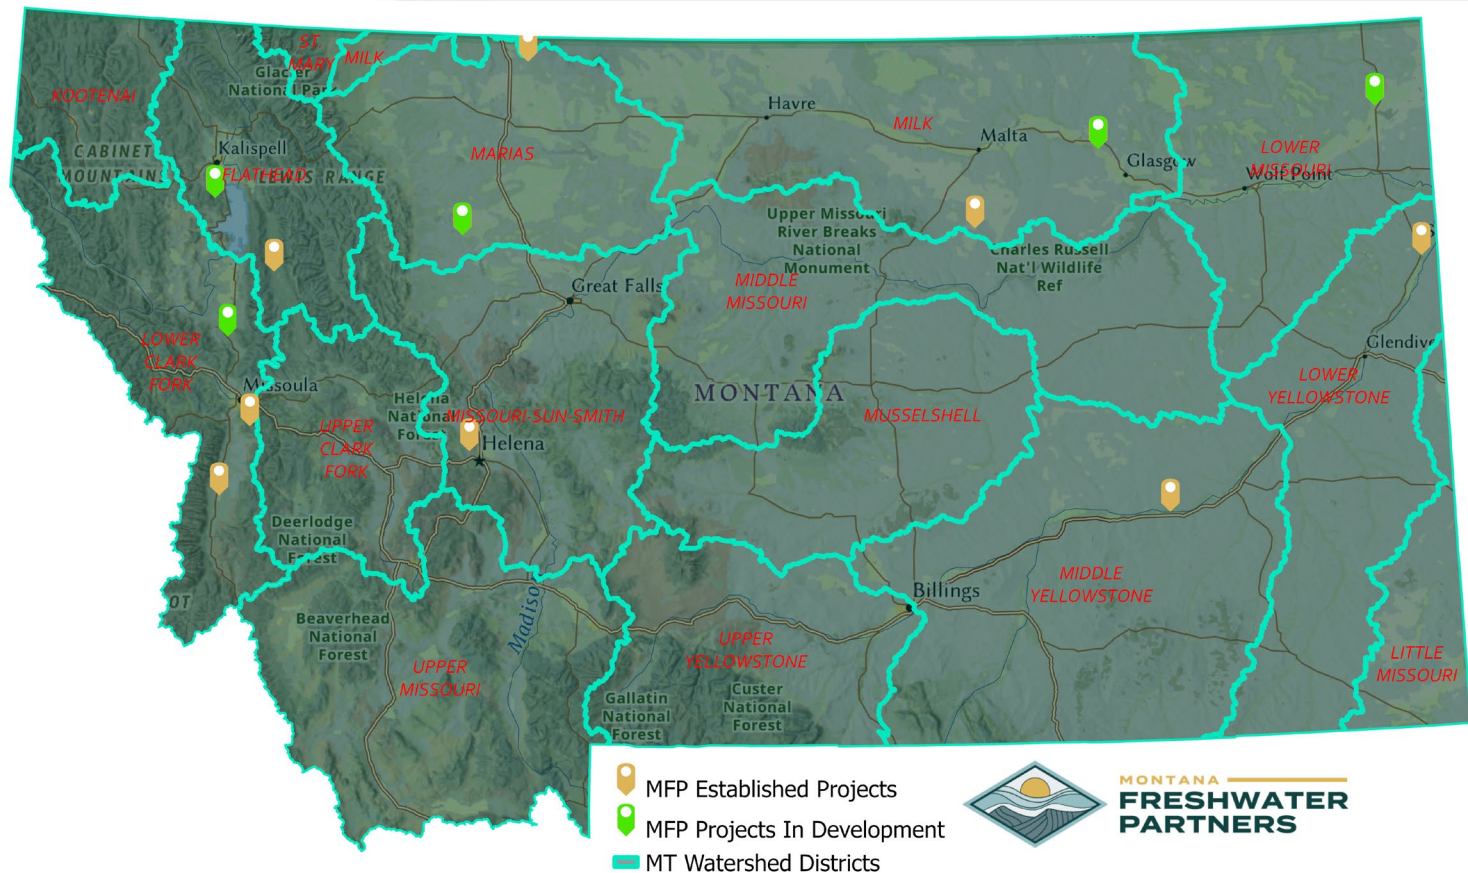 ST.
MARY
MILK
Glacier
National Par
KOOTENAI
Havre
MILK
Malta
CABINET
MOUNTAINS
Kalispell
FLATHEAD
LEWIS RANGE
MARIAS
Glasgow
LOWER
MISSOURI
Wolf Point
Upper Missouri
River Breaks
National
Monument
Charles Russell
Nat'l Wildlife
Ref
MIDDLE
MISSOURI
Great Falls
LOWER
CLARK
FORK
Missoula
Glendive
LOWER
YELLOWSTONE
MONTANA
MUSSELSHELL
Helena
National
Forest
MISSOURI-SUN-SMITH
Helena
UPPER
CLARK
FORK
Deerlodge
National
Forest
OT
Beaverhead
National
Forest
Madiso
Billings
MIDDLE
YELLOWSTONE
UPPER
MISSOURI
UPPER
YELLOWSTONE
Gallatin
National
Forest
Custer
National
Forest
LITTLE
MISSOURI
MFP Established Projects
MFP Projects In Development
MT Watershed Districts
MONTANA
FRESHWATER
PARTNERS